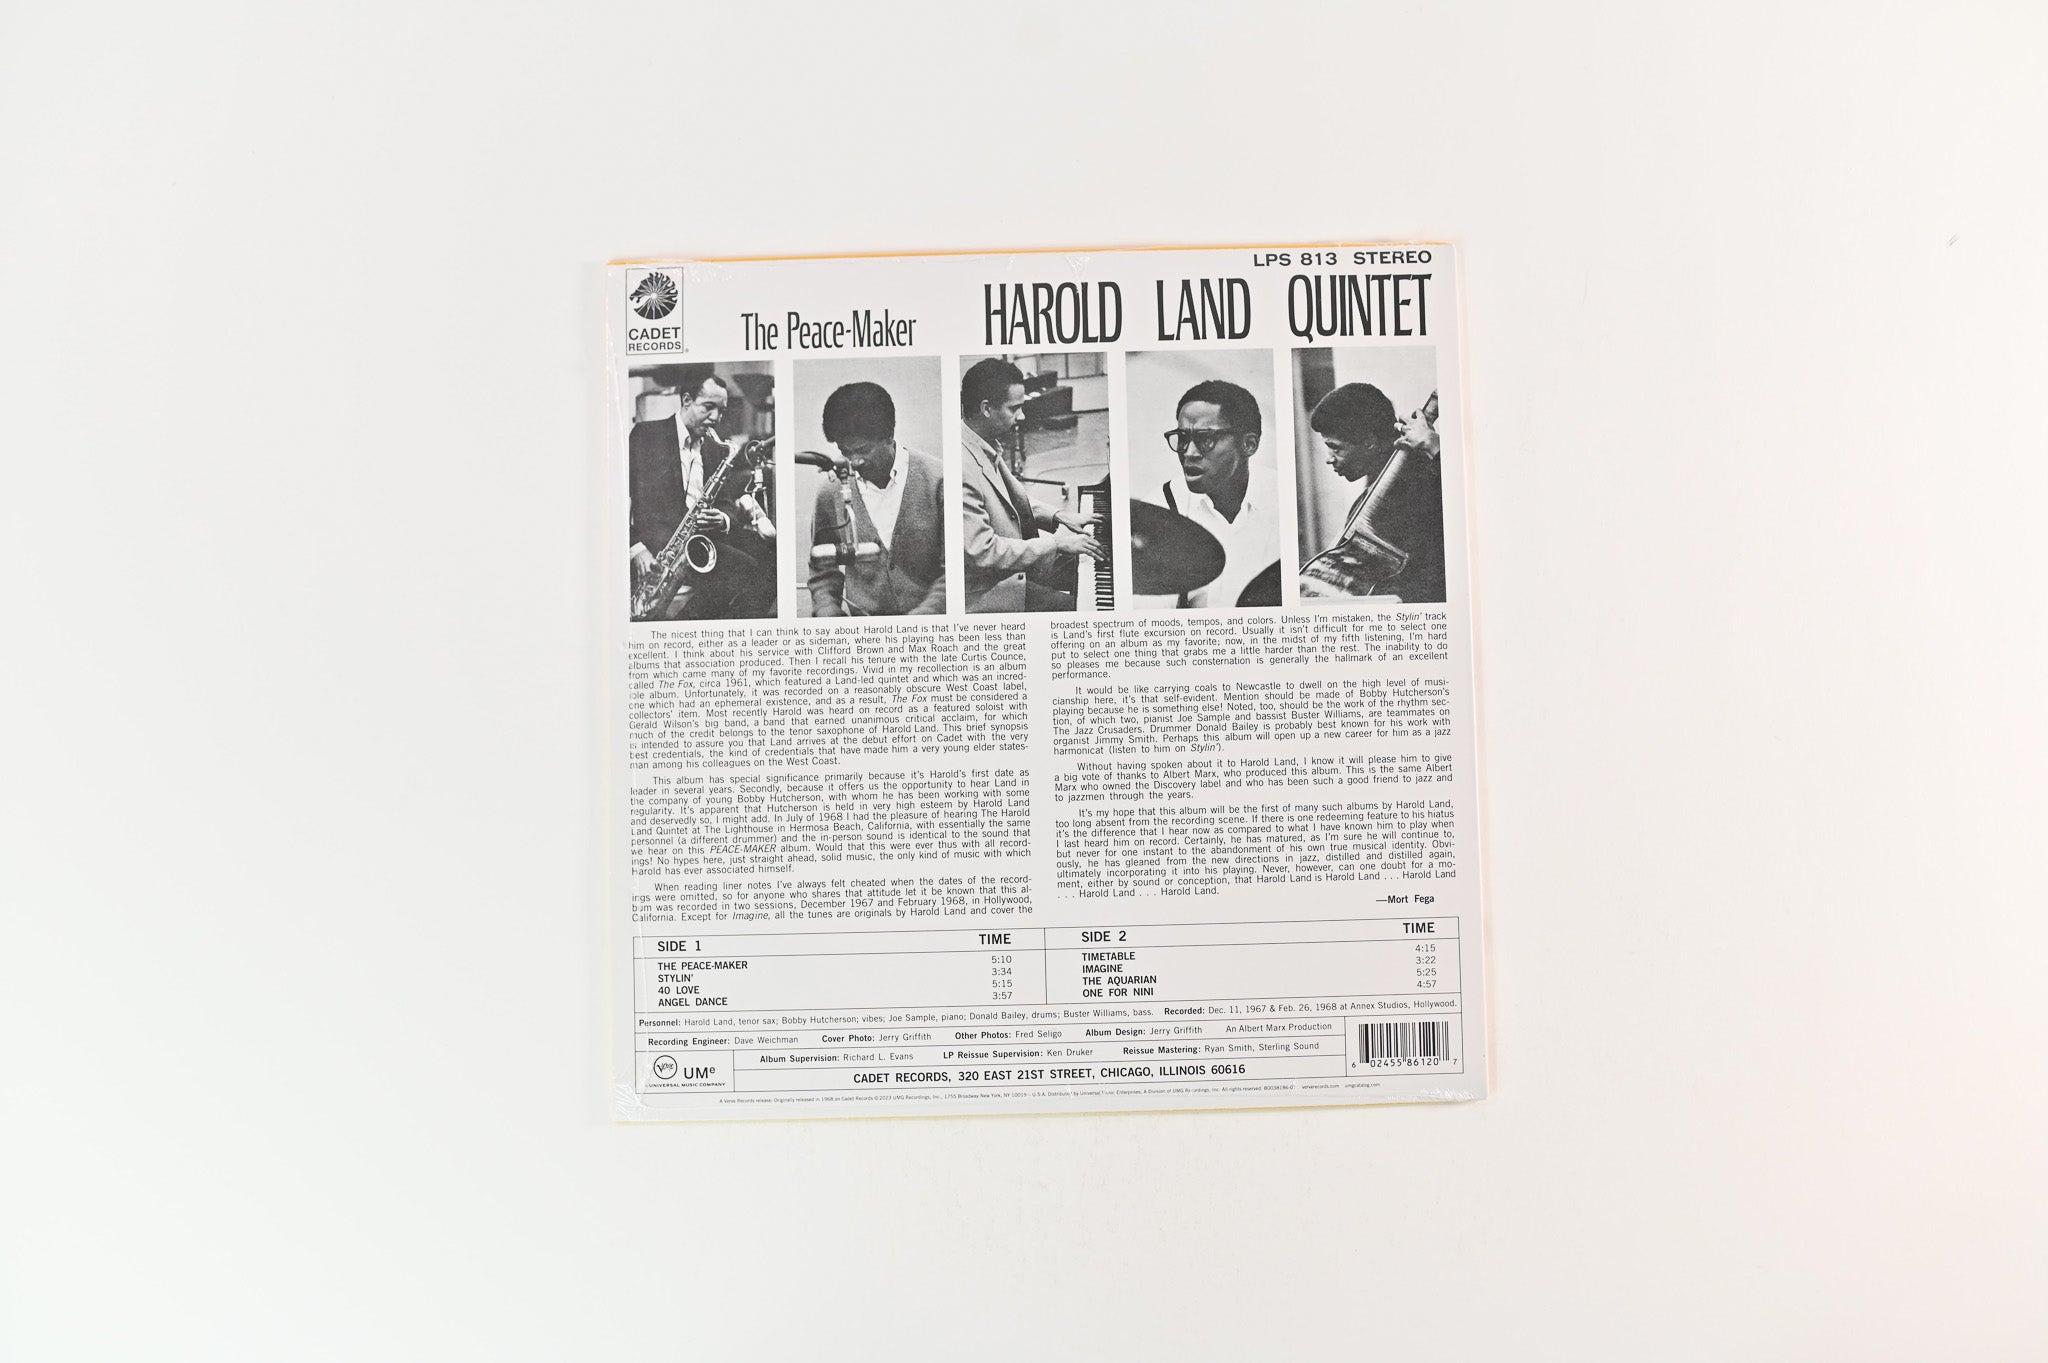 LPS 813 STEREO
CADET
RECORDS
The Peace-Maker
HAROLD LAND QUINTET
The nicest thing that I can think to say about Harold Land is that I've never heard
him on record, either as a leader or as sideman, where his playing has been less than
excellent. I think about his service with Clifford Brown and Max Roach and the great
albums that association produced. Then I recall his tenure with the late Curtis Counce,
from which came many of my favorite recordings. Vivid in my recollection is an album
called The Fox, circa 1961, which featured a Land-led quintet and which was an incred-
ible album. Unfortunately, it was recorded on a reasonably obscure West Coast label,
one which had an ephemeral existence, and as a result, The Fox must be considered a
collectors' item. Most recently Harold was heard on record as a featured soloist with
Gerald Wilson's big band, a band that earned unanimous critical acclaim, for which
much of the credit belongs to the tenor saxophone of Harold Land. This brief synopsis
is intended to assure you that Land arrives at the debut effort on Cadet with the very
best credentials, the kind of credentials that have made him a very young elder states-
man among his colleagues on the West Coast.
This album has special significance primarily because it's Harold's first date as
leader in several years. Secondly, because it offers us the opportunity to hear Land in
the company of young Bobby Hutcherson, with whom he has been working with some
regularity. It's apparent that Hutcherson is held in very high esteem by Harold Land
and deservedly so, I might add. In July of 1968 I had the pleasure of hearing The Harold
Land Quintet at The Lighthouse in Hermosa Beach, California, with essentially the same
personnel (a different drummer) and the in-person sound is identical to the sound that
we hear on this PEACE-MAKER album. Would that this were ever thus with all record-
ings! No hypes here, just straight ahead, solid music, the only kind of music with which
Harold has ever associated himself.
When reading liner notes I've always felt cheated when the dates of the record-
ings were omitted, so for anyone who shares that attitude let it be known that this al-
bum was recorded in two sessions, December 1967 and February 1968, in Hollywood,
California. Except for Imagine, all the tunes are originals by Harold Land and cover the
broadest spectrum of moods, tempos, and colors. Unless I'm mistaken, the Stylin' track
is Land's first flute excursion on record. Usually it isn't difficult for me to select one
offering on an album as my favorite; now, in the midst of my fifth listening, I'm hard
put to select one thing that grabs me a little harder than the rest. The inability to do
so pleases me because such consternation is generally the hallmark of an excellent
performance.
It would be like carrying coals to Newcastle to dwell on the high level of musi-
cianship here, it's that self-evident. Mention should be made of Bobby Hutcherson's
playing because he is something else! Noted, too, should be the work of the rhythm sec-
tion, of which two, pianist Joe Sample and bassist Buster Williams, are teammates on
The Jazz Crusaders. Drummer Donald Bailey is probably best known for his work with
organist Jimmy Smith. Perhaps this album will open up a new career for him as a jazz
harmonicat (listen to him on Stylin').
Without having spoken about it to Harold Land, I know it will please him to give
a big vote of thanks to Albert Marx, who produced this album. This is the same Albert
Marx who owned the Discovery label and who has been such a good friend to jazz and
to jazzmen through the years.
It's my hope that this album will be the first of many such albums by Harold Land,
too long absent from the recording scene. If there is one redeeming feature to his hiatus
it's the difference that I hear now as compared to what I have known him to play when
I last heard him on record. Certainly, he has matured, as I'm sure he will continue to,
but never for one instant to the abandonment of his own true musical identity. Obvi-
ously, he has gleaned from the new directions in jazz, distilled and distilled again,
ultimately incorporating it into his playing. Never, however, can one doubt for a mo-
ment, either by sound or conception, that Harold Land is Harold Land . . . Harold Land
. . . Harold Land . . . Harold Land.
—Mort Fega
SIDE 1 TIME
THE PEACE-MAKER 5:10
STYLIN' 3:34
40 LOVE 5:15
ANGEL DANCE 3:57
SIDE 2 TIME
TIMETABLE 4:15
IMAGINE 3:22
THE AQUARIAN 5:25
ONE FOR NINI 4:57
Personnel: Harold Land, tenor sax; Bobby Hutcherson; vibes; Joe Sample, piano; Donald Bailey, drums; Buster Williams, bass. Recorded: Dec. 11, 1967 & Feb. 26, 1968 at Annex Studios, Hollywood.
Recording Engineer: Dave Weichman Cover Photo: Jerry Griffith Other Photos: Fred Seligo Album Design: Jerry Griffith An Albert Marx Production
Album Supervision: Richard L. Evans LP Reissue Supervision: Ken Druker Reissue Mastering: Ryan Smith, Sterling Sound
CADET RECORDS, 320 EAST 21ST STREET, CHICAGO, ILLINOIS 60616
Verve UMe
UNIVERSAL MUSIC COMPANY
6 02455 86120 7
A Verve Records release: Originally released in 1968 on Cadet Records © 2023 UMG Recordings, Inc., 1755 Broadway New York, NY 10019 - U.S.A. Distributed by Universal Music Enterprises, A Division of UMG Recordings, Inc. All rights reserved. ververecords.com umgcatalog.com